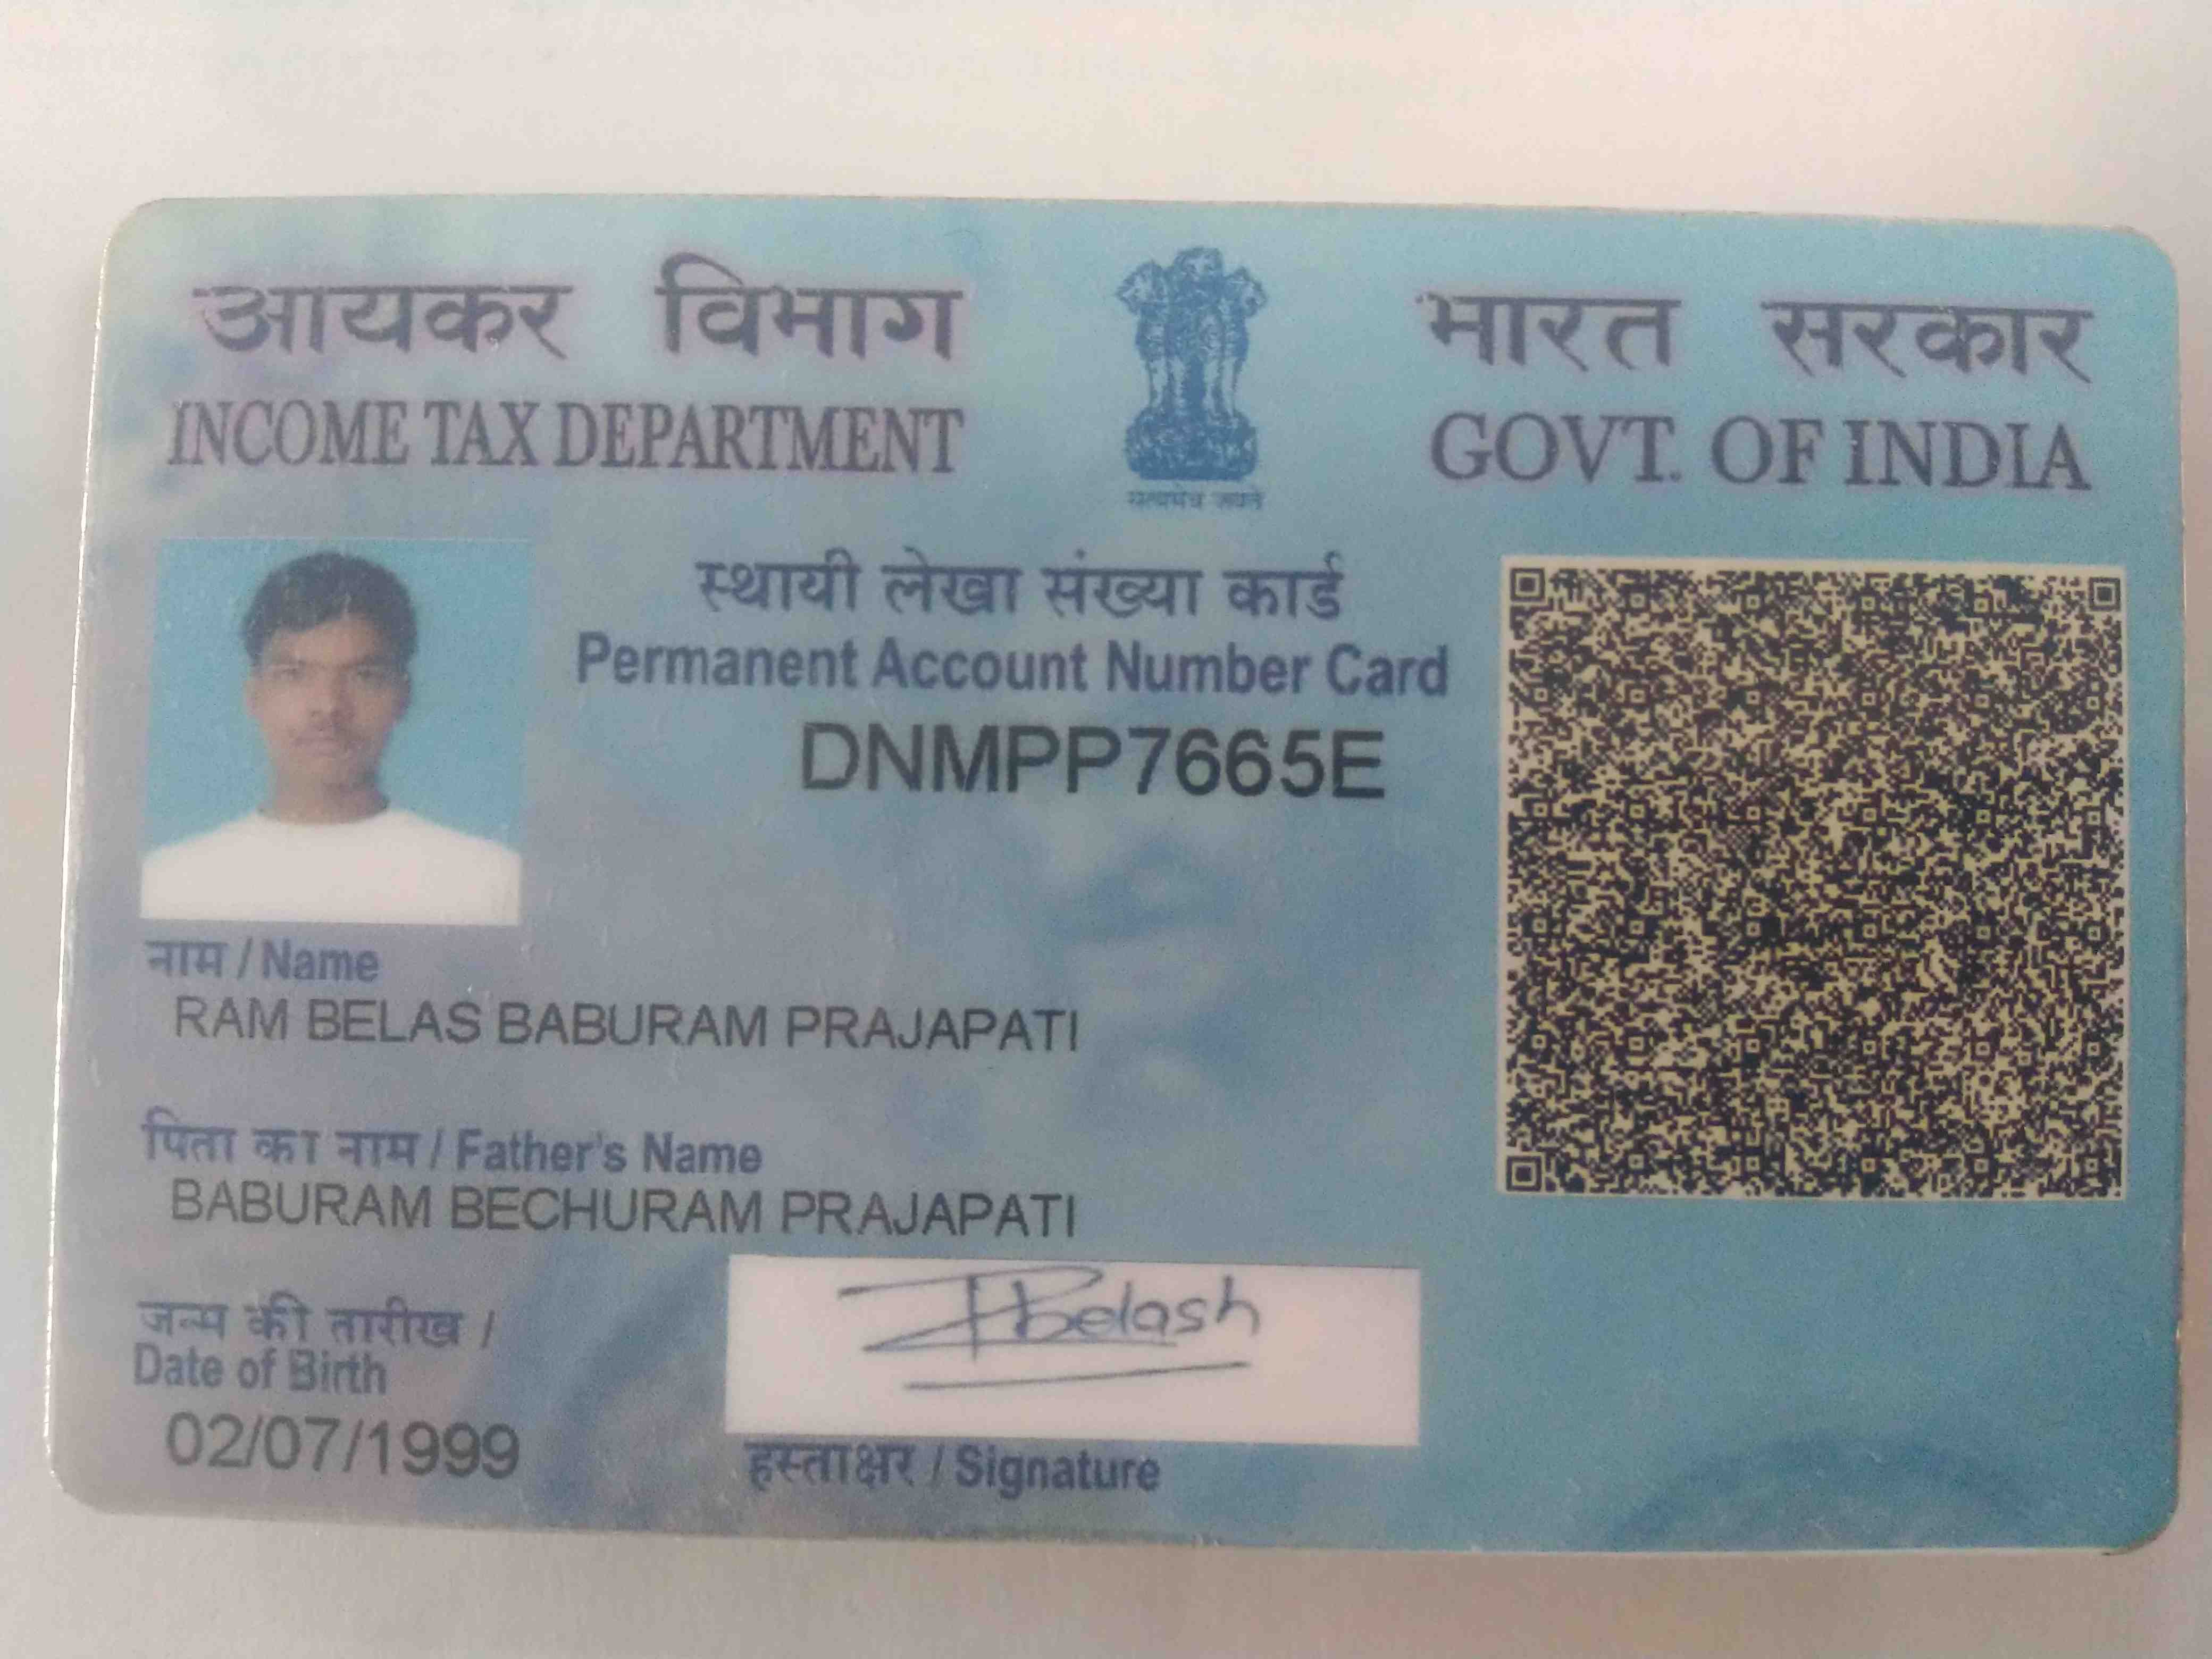 आयकर विभाग
INCOME TAX DEPARTMENT
सत्यमेव जयते
भारत सरकार
GOVT. OF INDIA
स्थायी लेखा संख्या कार्ड
Permanent Account Number Card
DNMPP7665E
नाम / Name
RAM BELAS BABURAM PRAJAPATI
पिता का नाम / Father's Name
BABURAM BECHURAM PRAJAPATI
जन्म की तारीख /
Date of Birth
02/07/1999
RBelash
हस्ताक्षर / Signature